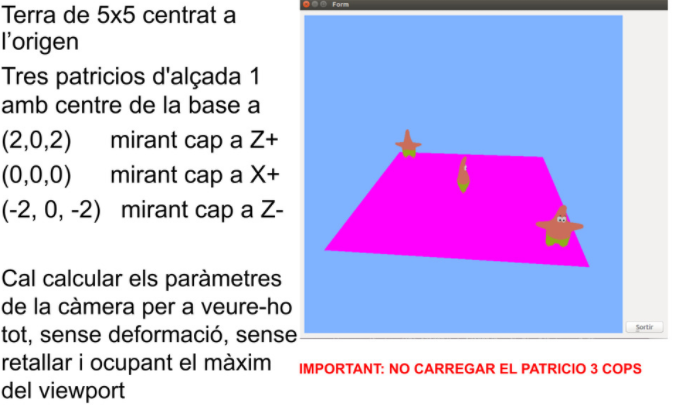 Terra de 5x5 centrat a
l'origen
Tres patricios d'alçada 1
amb centre de la base a
(2,0,2) mirant cap a Z+
(0,0,0) mirant cap a X+
(-2, 0, -2) mirant cap a Z-
Cal calcular els paràmetres
de la càmera per a veure-ho
tot, sense deformació, sense
retallar i ocupant el màxim
del viewport
Form
Sortir
IMPORTANT: NO CARREGAR EL PATRICIO 3 COPS